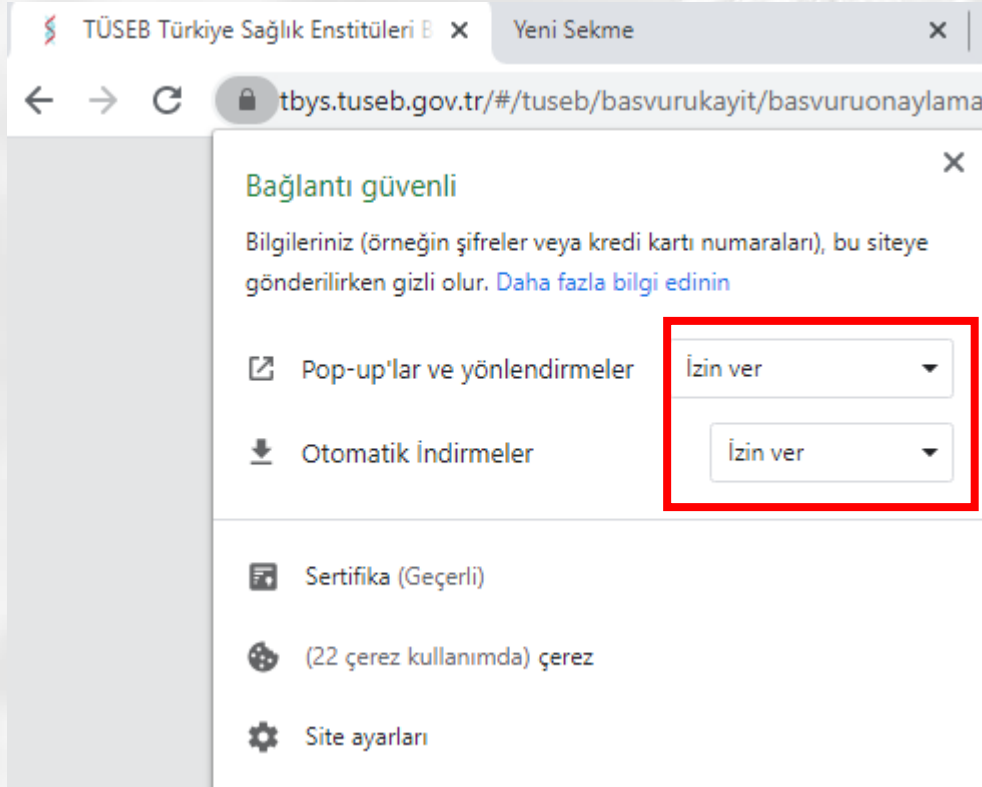 TÜSEB Türkiye Sağlık Enstitüleri B
Yeni Sekme
tbys.tuseb.gov.tr/#/tuseb/basvurukayit/basvuruonaylama
Bağlantı güvenli
Bilgileriniz (örneğin şifreler veya kredi kartı numaraları), bu siteye
gönderilirken gizli olur. Daha fazla bilgi edinin
Pop-up'lar ve yönlendirmeler İzin ver
Otomatik İndirmeler İzin ver
Sertifika (Geçerli)
(22 çerez kullanımda) çerez
Site ayarları